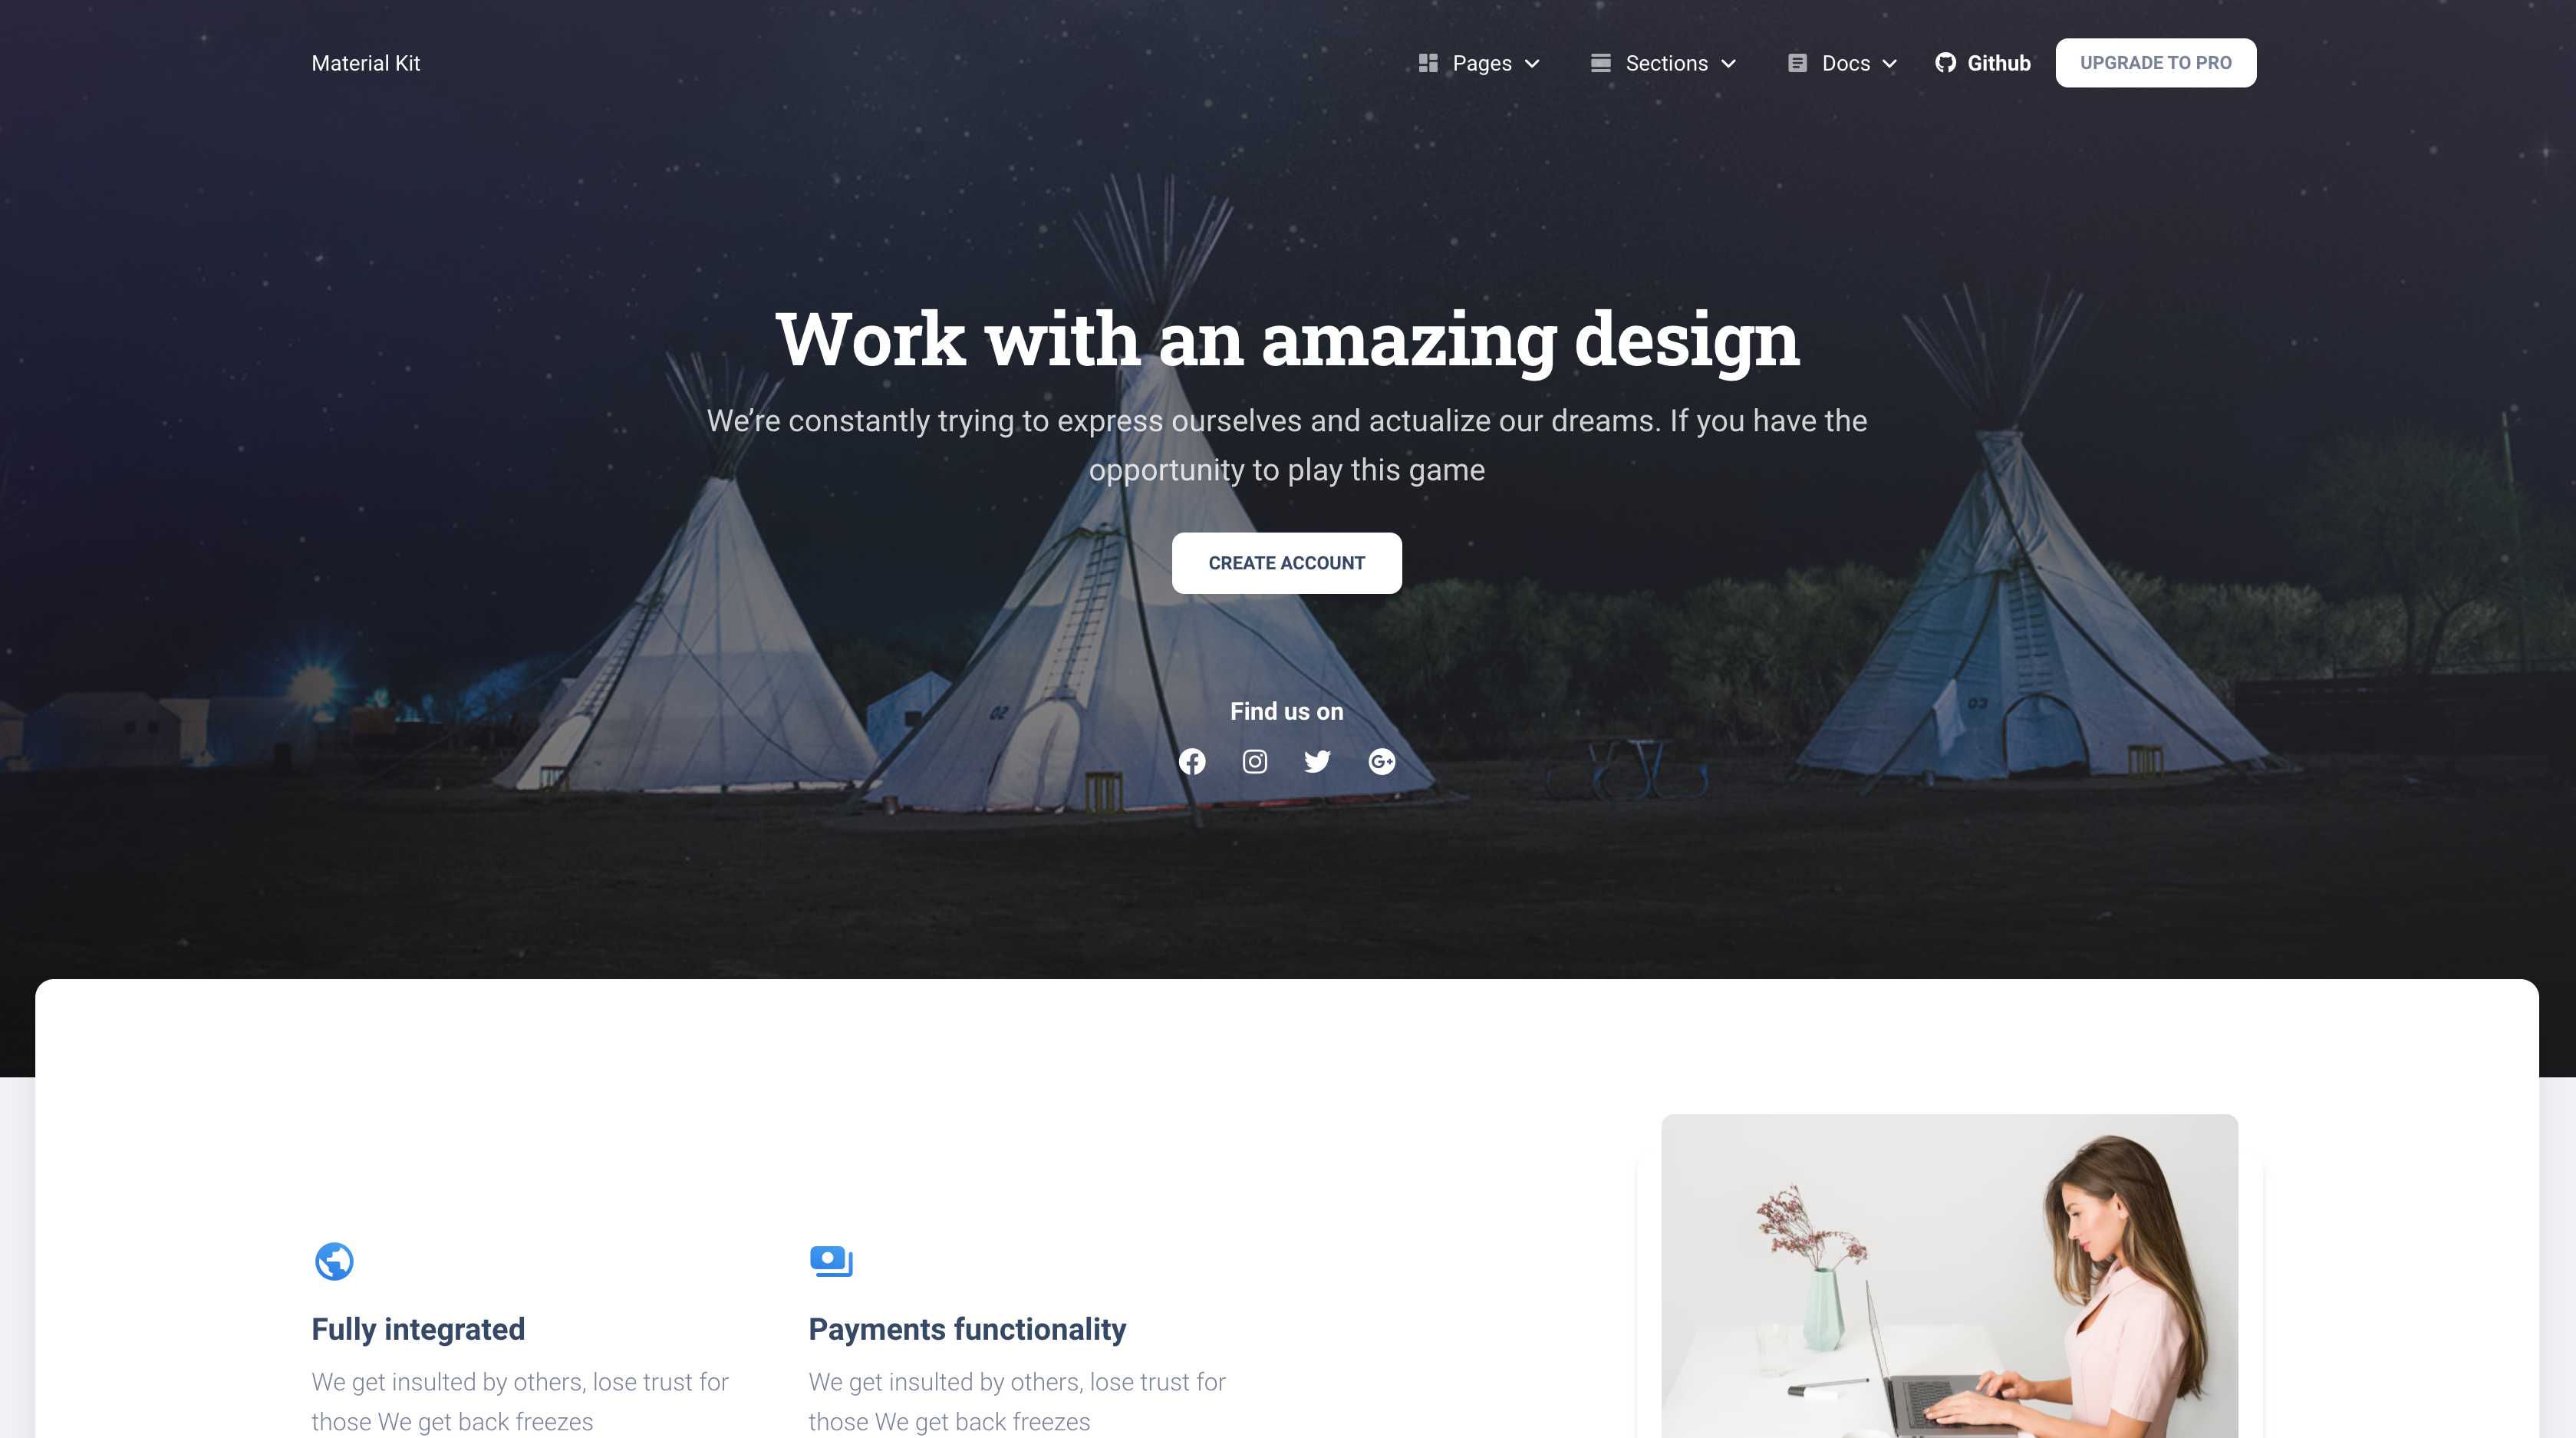 Material Kit
Pages
Sections
Docs
Github
UPGRADE TO PRO
Work with an amazing design
We’re constantly trying to express ourselves and actualize our dreams. If you have the
opportunity to play this game
CREATE ACCOUNT
02
03
Find us on
Fully integrated
We get insulted by others, lose trust for
those We get back freezes
Payments functionality
We get insulted by others, lose trust for
those We get back freezes